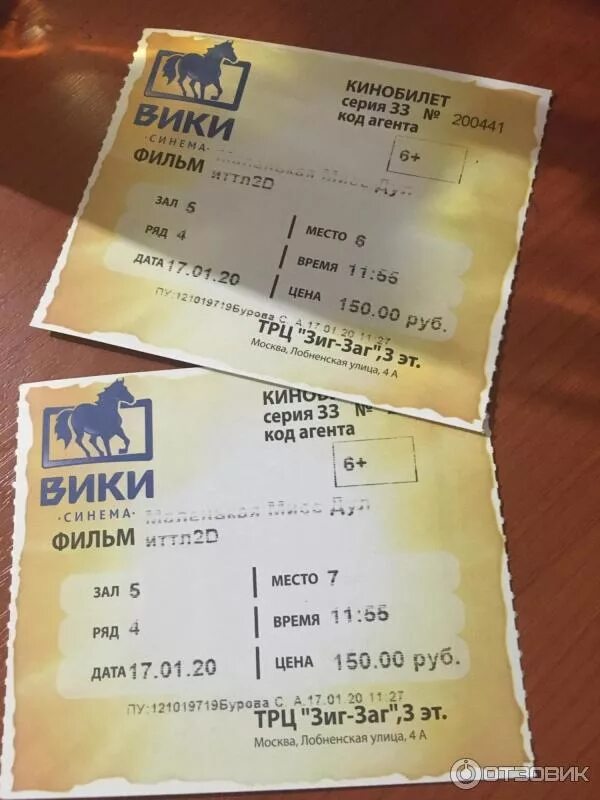 ВИКИ
·СИНЕМА·
КИНОБИЛЕТ
серия 33 № 200441
код агента
6+
ФИЛЬМ Маленькая Мисс Дул
иттл2D
ЗАЛ 5
РЯД 4
МЕСТО 6
ДАТА 17.01.20
ВРЕМЯ 11:55
ЦЕНА 150.00 руб.
ПУ:121019719Бурова С. А.17.01.20 11:27
ТРЦ "Зиг-Заг",3 эт.
Москва, Лобненская улица, 4 А
ВИКИ
·СИНЕМА·
КИНОБИЛЕТ
серия 33 №
код агента
6+
ФИЛЬМ Маленькая Мисс Дул
иттл2D
ЗАЛ 5
МЕСТО 7
РЯД 4
ВРЕМЯ 11:55
ДАТА 17.01.20
ЦЕНА 150.00 руб.
ПУ:121019719Бурова С. А.17.01.20 11:27
ТРЦ "Зиг-Заг",3 эт.
Москва, Лобненская улица, 4 А
ОТЗОВИК